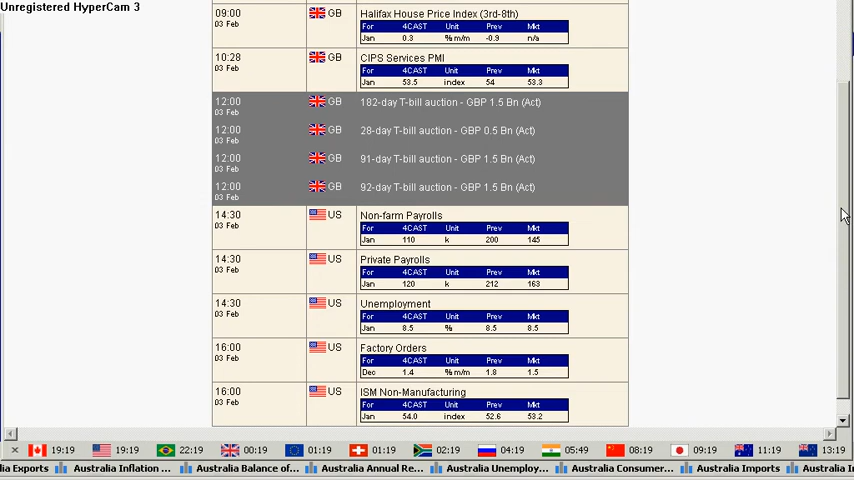 Unregistered HyperCam 3
09:00 GB Halifax House Price Index (3rd-8th)
03 Feb
For 4CAST Unit Prev Mkt
Jan 0.3 % m/m -0.9 n/a
10:28 GB CIPS Services PMI
03 Feb
For 4CAST Unit Prev Mkt
Jan 53.5 index 54 53.3
12:00 GB 182-day T-bill auction - GBP 1.5 Bn (Act)
03 Feb
12:00 GB 28-day T-bill auction - GBP 0.5 Bn (Act)
03 Feb
12:00 GB 91-day T-bill auction - GBP 1.5 Bn (Act)
03 Feb
12:00 GB 92-day T-bill auction - GBP 1.5 Bn (Act)
03 Feb
14:30 US Non-farm Payrolls
03 Feb
For 4CAST Unit Prev Mkt
Jan 110 k 200 145
14:30 US Private Payrolls
03 Feb
For 4CAST Unit Prev Mkt
Jan 120 k 212 163
14:30 US Unemployment
03 Feb
For 4CAST Unit Prev Mkt
Jan 8.5 % 8.5 8.5
16:00 US Factory Orders
03 Feb
For 4CAST Unit Prev Mkt
Dec 1.4 % m/m 1.8 1.5
16:00 US ISM Non-Manufacturing
03 Feb
For 4CAST Unit Prev Mkt
Jan 54.0 index 52.6 53.2
19:19 19:19 22:19 00:19 01:19 01:19 02:19 04:19 05:49 08:19 09:19 11:19 13:19
ia Exports Australia Inflation ... Australia Balance of... Australia Annual Re... Australia Unemploy... Australia Consumer... Australia Imports Australia In